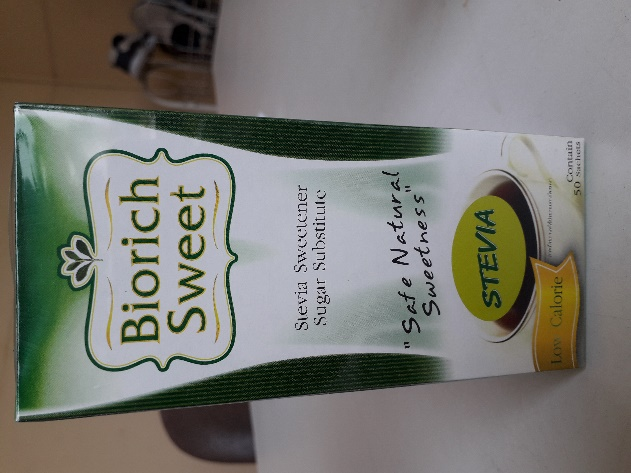 Biorich
Sweet
Stevia Sweetener
Sugar Substitute
"Safe Natural
Sweetness"
STEVIA
Low Calorie
Contain
50 Sachets